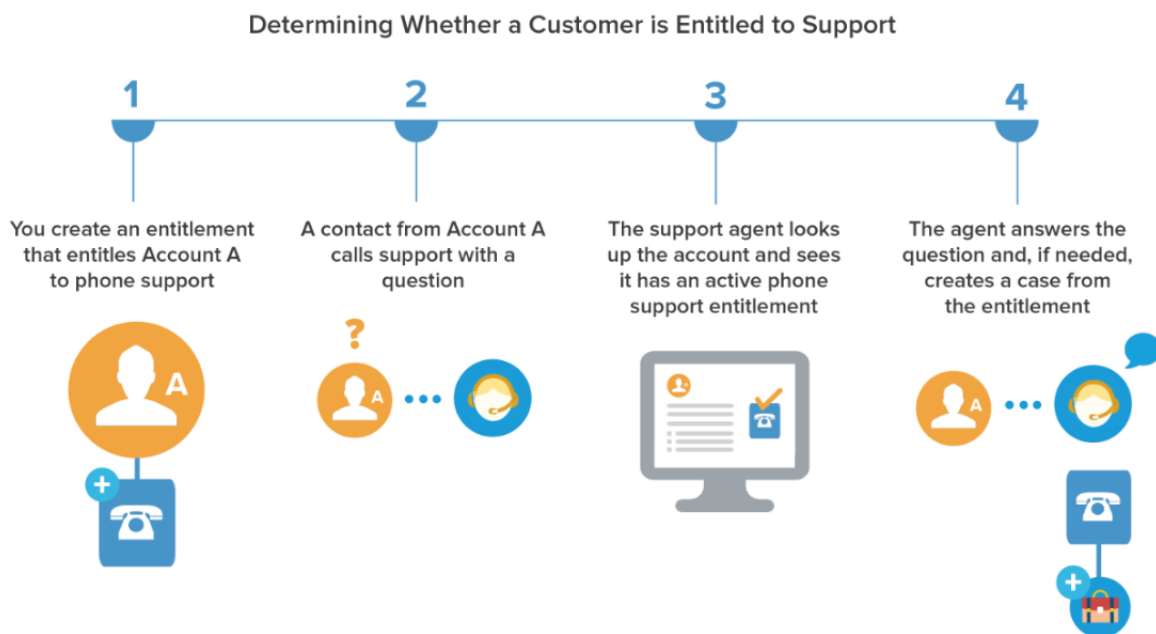 Determining Whether a Customer is Entitled to Support
1
2
3
4
You create an entitlement
that entitles Account A
to phone support
A contact from Account A
calls support with a
question
The support agent looks
up the account and sees
it has an active phone
support entitlement
The agent answers the
question and, if needed,
creates a case from
the entitlement
A
?
A
A